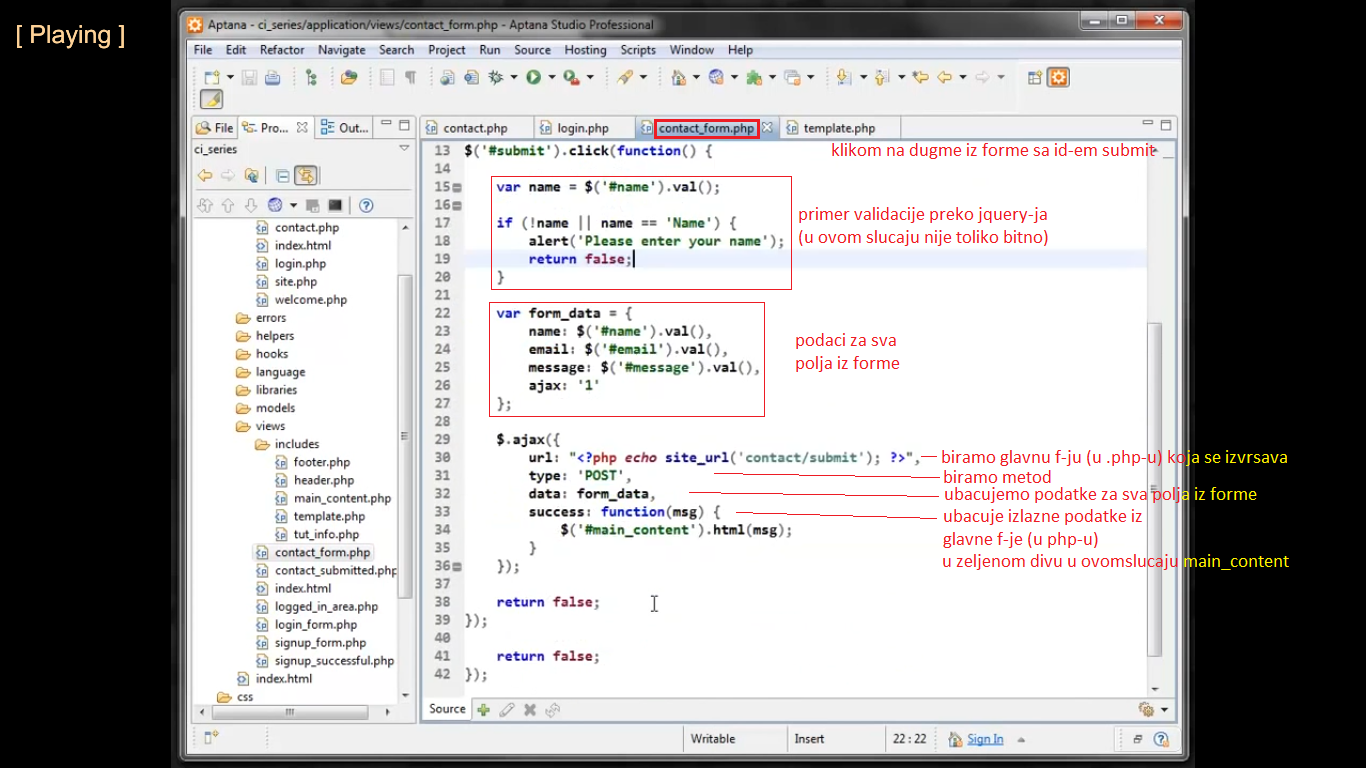 [ Playing ]
Aptana - ci_series/application/views/contact_form.php - Aptana Studio Professional
File Edit Refactor Navigate Search Project Run Source Hosting Scripts Window Help
File Pro... Out...
contact.php login.php contact_form.php template.php
ci_series
contact.php
index.html
login.php
site.php
welcome.php
errors
helpers
hooks
language
libraries
models
views
includes
footer.php
header.php
main_content.php
template.php
tut_info.php
contact_form.php
contact_submitted.php
index.html
logged_in_area.php
login_form.php
signup_form.php
signup_successful.php
index.html
css
13 $('#submit').click(function() {
klikom na dugme iz forme sa id-em submit
14
15 var name = $('#name').val();
16
17 if (!name || name == 'Name') {
18 alert('Please enter your name');
19 return false;
20 }
primer validacije preko jquery-ja
(u ovom slucaju nije toliko bitno)
21
22 var form_data = {
23 name: $('#name').val(),
24 email: $('#email').val(),
25 message: $('#message').val(),
26 ajax: '1'
27 };
podaci za sva
polja iz forme
28
29 $.ajax({
30 url: "<?php echo site_url('contact/submit'); ?>",
biramo glavnu f-ju (u .php-u) koja se izvrsava
31 type: 'POST',
biramo metod
32 data: form_data,
ubacujemo podatke za sva polja iz forme
33 success: function(msg) {
ubacuje izlazne podatke iz
glavne f-je (u php-u)
u zeljenom divu u ovomslucaju main_content
34 $('#main_content').html(msg);
35 }
36 });
37
38 return false;
39 });
40
41 return false;
42 });
Source
Writable Insert 22 : 22 Sign In